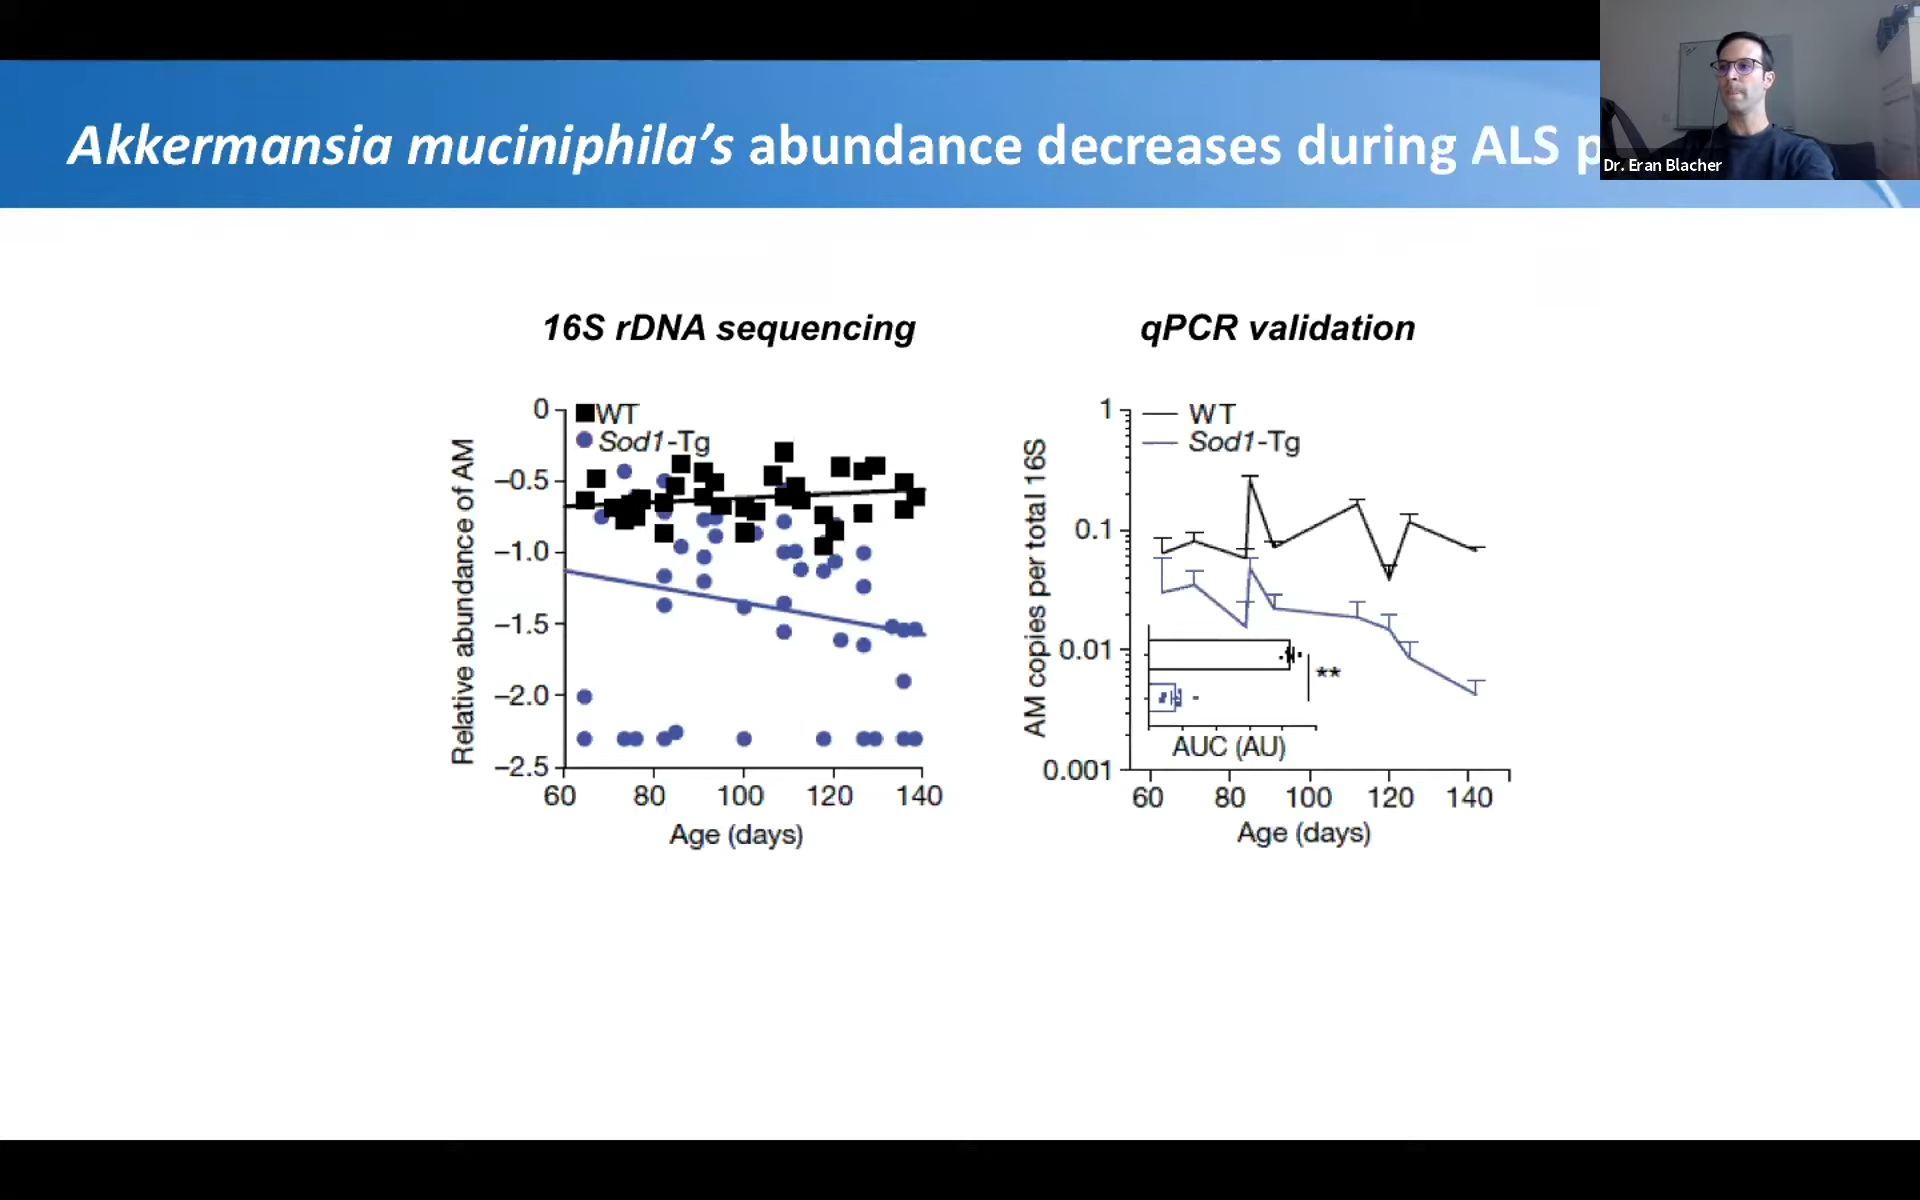 Akkermansia muciniphila's abundance decreases during ALS p
Dr. Eran Blacher
16S rDNA sequencing
Relative abundance of AM
WT
Sod1-Tg
0
−0.5
−1.0
−1.5
−2.0
−2.5
60 80 100 120 140
Age (days)
qPCR validation
AM copies per total 16S
WT
Sod1-Tg
1
0.1
0.01
0.001
**
AUC (AU)
60 80 100 120 140
Age (days)